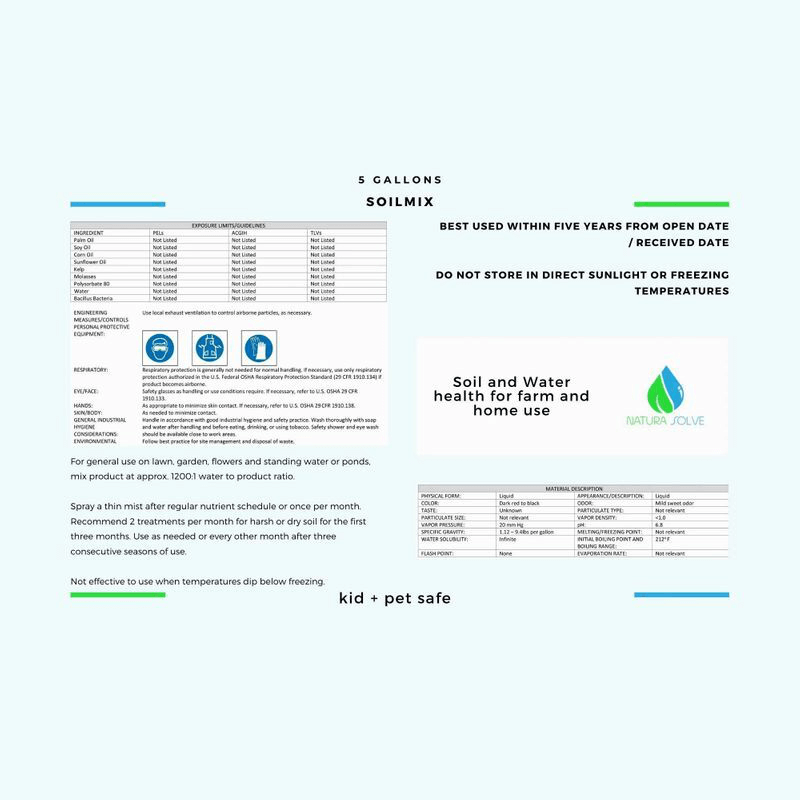 5 GALLONS
SOILMIX
EXPOSURE LIMITS/GUIDELINES
INGREDIENT PELs ACGIH TLVs
Palm Oil Not Listed Not Listed Not Listed
Soy Oil Not Listed Not Listed Not Listed
Corn Oil Not Listed Not Listed Not Listed
Sunflower Oil Not Listed Not Listed Not Listed
Kelp Not Listed Not Listed Not Listed
Molasses Not Listed Not Listed Not Listed
Polysorbate 80 Not Listed Not Listed Not Listed
Water Not Listed Not Listed Not Listed
Bacillus Bacteria Not Listed Not Listed Not Listed
ENGINEERING Use local exhaust ventilation to control airborne particles, as necessary.
MEASURES/CONTROLS
PERSONAL PROTECTIVE
EQUIPMENT:
RESPIRATORY: Respiratory protection is generally not needed for normal handling. If necessary, use only respiratory
protection authorized in the U.S. Federal OSHA Respiratory Protection Standard (29 CFR 1910.134) if
product becomes airborne.
EYE/FACE: Safety glasses as handling or use conditions require. If necessary, refer to U.S. OSHA 29 CFR
1910.133.
HANDS: As appropriate to minimize skin contact. If necessary, refer to U.S. OSHA 29 CFR 1910.138.
SKIN/BODY: As needed to minimize contact.
GENERAL INDUSTRIAL Handle in accordance with good industrial hygiene and safety practice. Wash thoroughly with soap
HYGIENE and water after handling and before eating, drinking, or using tobacco. Safety shower and eye wash
CONSIDERATIONS: should be available close to work areas.
ENVIRONMENTAL Follow best practice for site management and disposal of waste.
For general use on lawn, garden, flowers and standing water or ponds,
mix product at approx. 1200:1 water to product ratio.
Spray a thin mist after regular nutrient schedule or once per month.
Recommend 2 treatments per month for harsh or dry soil for the first
three months. Use as needed or every other month after three
consecutive seasons of use.
Not effective to use when temperatures dip below freezing.
BEST USED WITHIN FIVE YEARS FROM OPEN DATE
/ RECEIVED DATE
DO NOT STORE IN DIRECT SUNLIGHT OR FREEZING
TEMPERATURES
Soil and Water
health for farm and
home use
NATURA SOLVE
MATERIAL DESCRIPTION
PHYSICAL FORM: Liquid APPEARANCE/DESCRIPTION: Liquid
COLOR: Dark red to black ODOR: Mild sweet odor
TASTE: Unknown PARTICULATE TYPE: Not relevant
PARTICULATE SIZE: Not relevant VAPOR DENSITY: <1.0
VAPOR PRESSURE: 20 mm Hg pH: 6.8
SPECIFIC GRAVITY: 1.12 – 9.4lbs per gallon MELTING/FREEZING POINT: Not relevant
WATER SOLUBILITY: Infinite INITIAL BOILING POINT AND 212° F
BOILING RANGE:
FLASH POINT: None EVAPORATION RATE: Not relevant
kid + pet safe